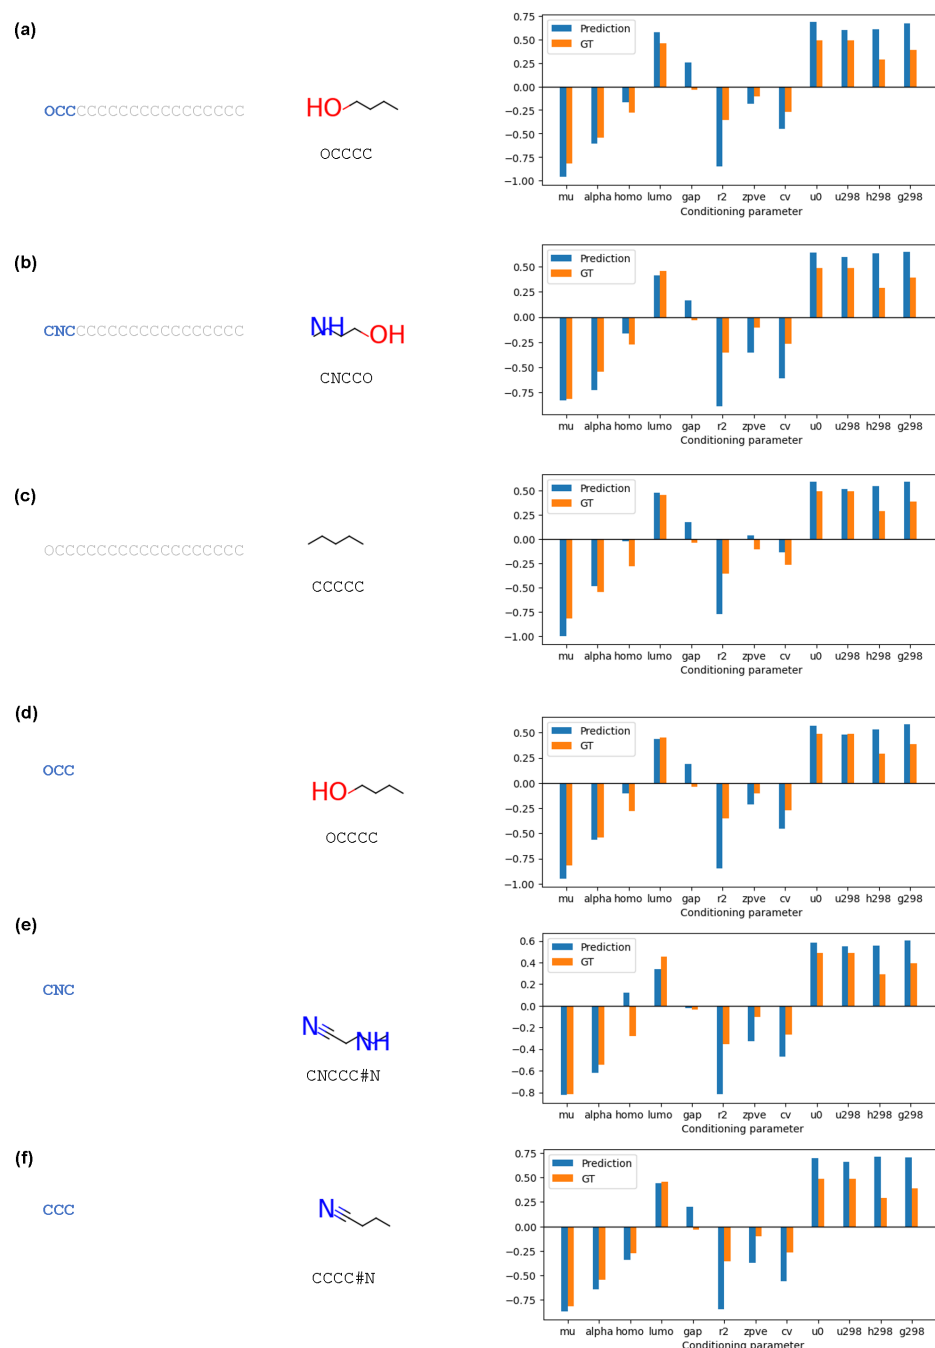 (a)
OCCCCCCCCCCCCCCCCCC
HO
OCCCC
0.75
0.50
0.25
0.00
−0.25
−0.50
−0.75
−1.00
Prediction
GT
mu alpha homo lumo gap r2 zpve cv u0 u298 h298 g298
Conditioning parameter
(b)
CNCCCCCCCCCCCCCCCCC
NH
OH
CNCCO
0.50
0.25
0.00
−0.25
−0.50
−0.75
Prediction
GT
mu alpha homo lumo gap r2 zpve cv u0 u298 h298 g298
Conditioning parameter
(c)
OCCCCCCCCCCCCCCCCCC
CCCCC
0.50
0.25
0.00
−0.25
−0.50
−0.75
−1.00
Prediction
GT
mu alpha homo lumo gap r2 zpve cv u0 u298 h298 g298
Conditioning parameter
(d)
OCC
HO
OCCCC
0.50
0.25
0.00
−0.25
−0.50
−0.75
−1.00
Prediction
GT
mu alpha homo lumo gap r2 zpve cv u0 u298 h298 g298
Conditioning parameter
(e)
CNC
N
NH
CNCCC#N
0.6
0.4
0.2
0.0
−0.2
−0.4
−0.6
−0.8
Prediction
GT
mu alpha homo lumo gap r2 zpve cv u0 u298 h298 g298
Conditioning parameter
(f)
CCC
N
CCCC#N
0.75
0.50
0.25
0.00
−0.25
−0.50
−0.75
Prediction
GT
mu alpha homo lumo gap r2 zpve cv u0 u298 h298 g298
Conditioning parameter